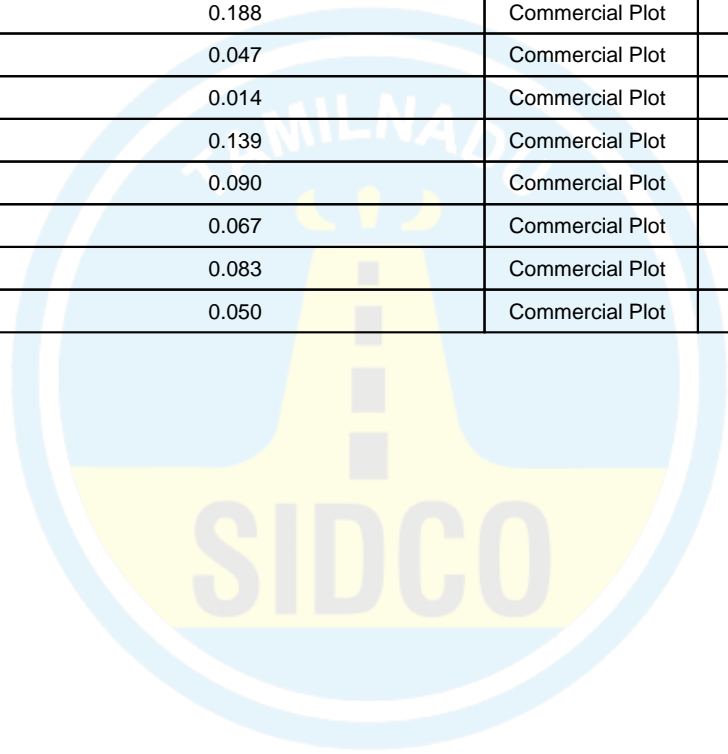 0.188 Commercial Plot
0.047 Commercial Plot
0.014 Commercial Plot
0.139 Commercial Plot
0.090 Commercial Plot
0.067 Commercial Plot
0.083 Commercial Plot
0.050 Commercial Plot
TAMILNADU
SIDCO